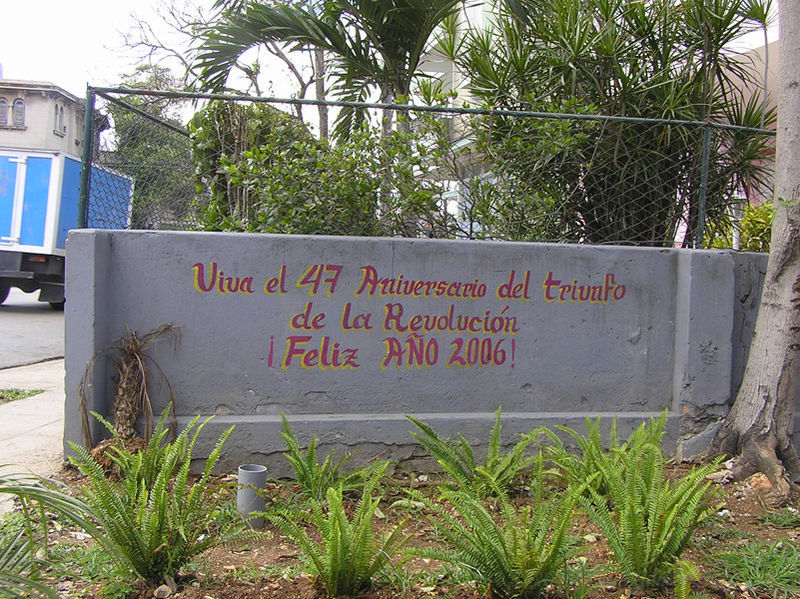 Viva el 47 Aniversario del triunfo
de la Revolución
¡Feliz AÑO 2006!